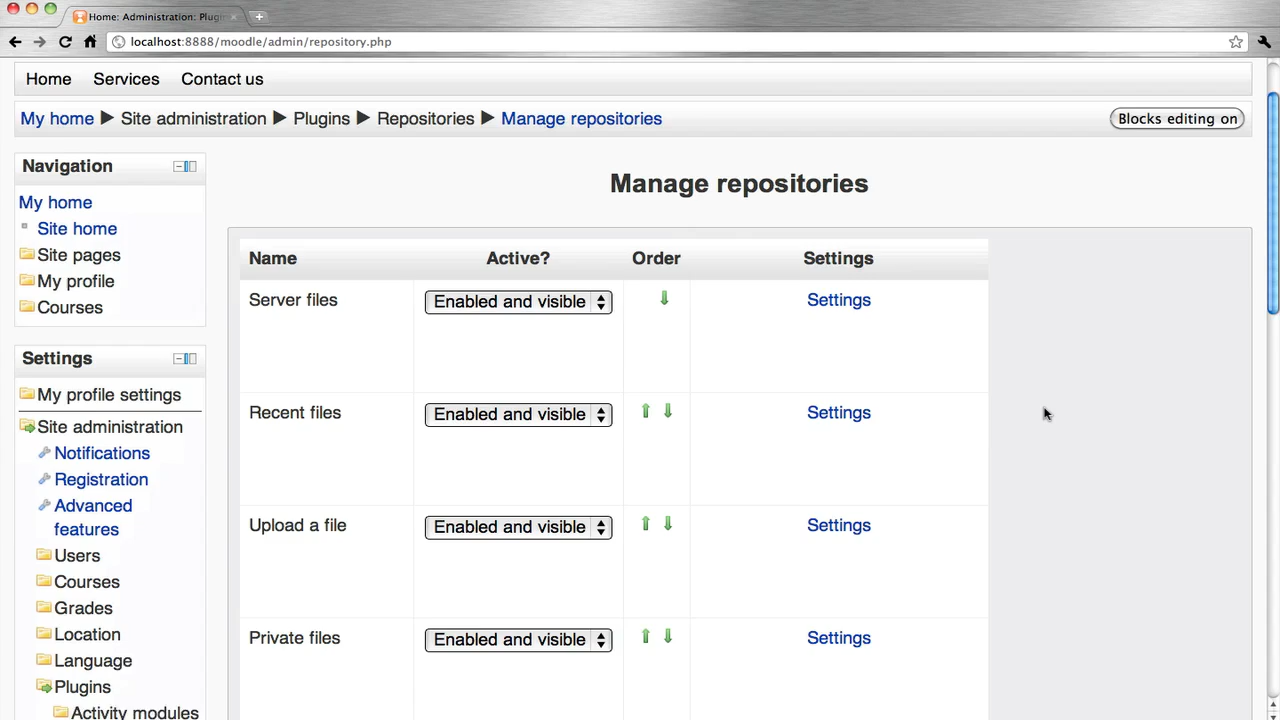 Home: Administration: Plug
localhost:8888/moodle/admin/repository.php
Home Services Contact us
My home Site administration Plugins Repositories Manage repositories Blocks editing on
Navigation
My home
Site home
Site pages
My profile
Courses
Settings
My profile settings
Site administration
Notifications
Registration
Advanced
features
Users
Courses
Grades
Location
Language
Plugins
Activity modules
Manage repositories
Name Active? Order Settings
Server files Enabled and visible Settings
Recent files Enabled and visible Settings
Upload a file Enabled and visible Settings
Private files Enabled and visible Settings